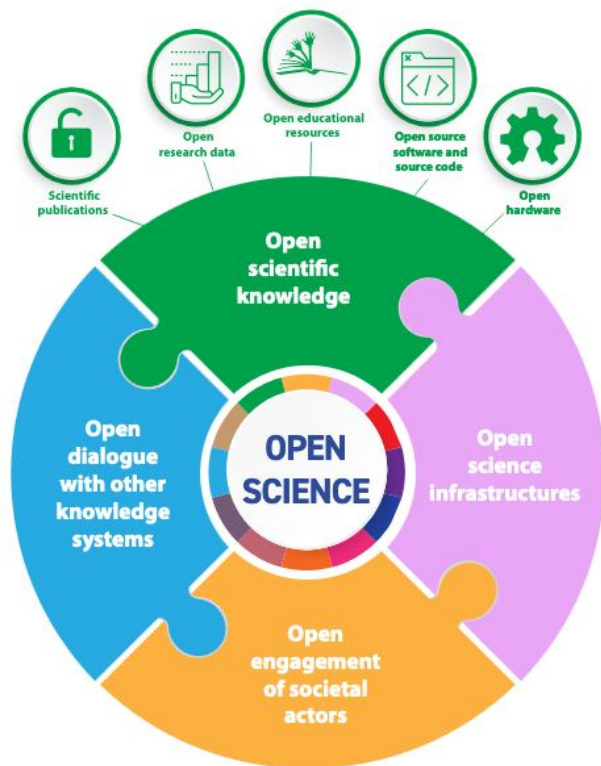 Scientific
publications
Open
research data
Open educational
resources
</>
Open source
software and
source code
Open
hardware
Open
scientific
knowledge
Open
dialogue
with other
knowledge
systems
OPEN
SCIENCE
Open
science
infrastructures
Open
engagement
of societal
actors